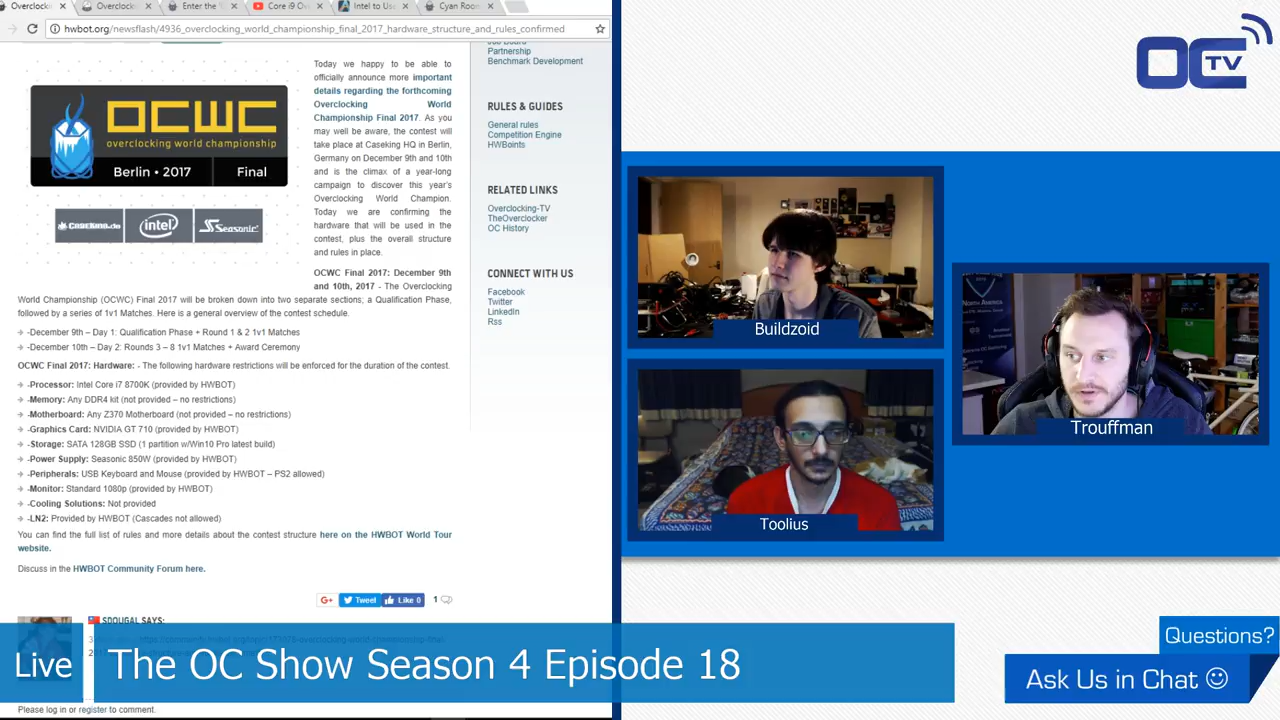 Overclockin
Overclockin
Enter the
Core i9 Ove
Intel to Use
Cyan Room
hwbot.org/newsflash/4936_overclocking_world_championship_final_2017_hardware_structure_and_rules_confirmed
OCWC
overclocking world championship
Berlin • 2017
Final
CASEKING.de
intel
Seasonic
Today we happy to be able to
officially announce more important
details regarding the forthcoming
Overclocking World
Championship Final 2017. As you
may well be aware, the contest will
take place at Caseking HQ in Berlin,
Germany on December 9th and 10th
and is the climax of a year-long
campaign to discover this year's
Overclocking World Champion.
Today we are confirming the
hardware that will be used in the
contest, plus the overall structure
and rules in place.
OCWC Final 2017: December 9th
and 10th, 2017 - The Overclocking
World Championship (OCWC) Final 2017 will be broken down into two separate sections; a Qualification Phase,
followed by a series of 1v1 Matches. Here is a general overview of the contest schedule.
-December 9th – Day 1: Qualification Phase + Round 1 & 2 1v1 Matches
-December 10th – Day 2: Rounds 3 – 8 1v1 Matches + Award Ceremony
OCWC Final 2017: Hardware: - The following hardware restrictions will be enforced for the duration of the contest.
-Processor: Intel Core i7 8700K (provided by HWBOT)
-Memory: Any DDR4 kit (not provided – no restrictions)
-Motherboard: Any Z370 Motherboard (not provided – no restrictions)
-Graphics Card: NVIDIA GT 710 (provided by HWBOT)
-Storage: SATA 128GB SSD (1 partition w/Win10 Pro latest build)
-Power Supply: Seasonic 850W (provided by HWBOT)
-Peripherals: USB Keyboard and Mouse (provided by HWBOT – PS2 allowed)
-Monitor: Standard 1080p (provided by HWBOT)
-Cooling Solutions: Not provided
-LN2: Provided by HWBOT (Cascades not allowed)
You can find the full list of rules and more details about the contest structure here on the HWBOT World Tour
website.
Discuss in the HWBOT Community Forum here.
G+ Tweet Like 0 1
SDOUGAL SAYS:
Please log in or register to comment.
Partnership
Benchmark Development
RULES & GUIDES
General rules
Competition Engine
HWBoints
RELATED LINKS
Overclocking-TV
TheOverclocker
OC History
CONNECT WITH US
Facebook
Twitter
LinkedIn
Rss
OC TV
Buildzoid
Toolius
Trouffman
Live
The OC Show Season 4 Episode 18
Questions?
Ask Us in Chat ☺